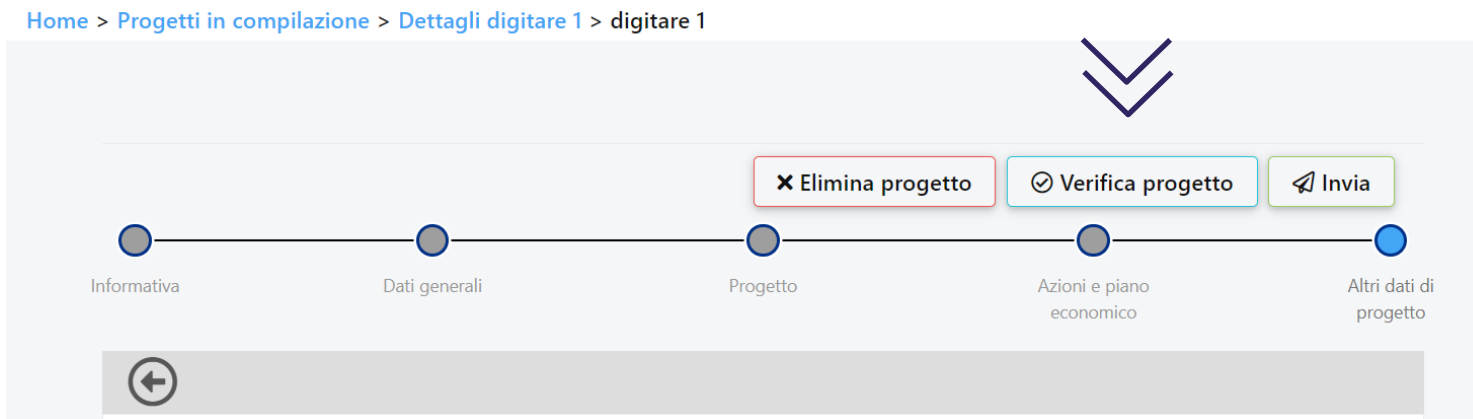 Home > Progetti in compilazione > Dettagli digitare 1 > digitare 1
Elimina progetto
Verifica progetto
Invia
Informativa
Dati generali
Progetto
Azioni e piano
economico
Altri dati di
progetto